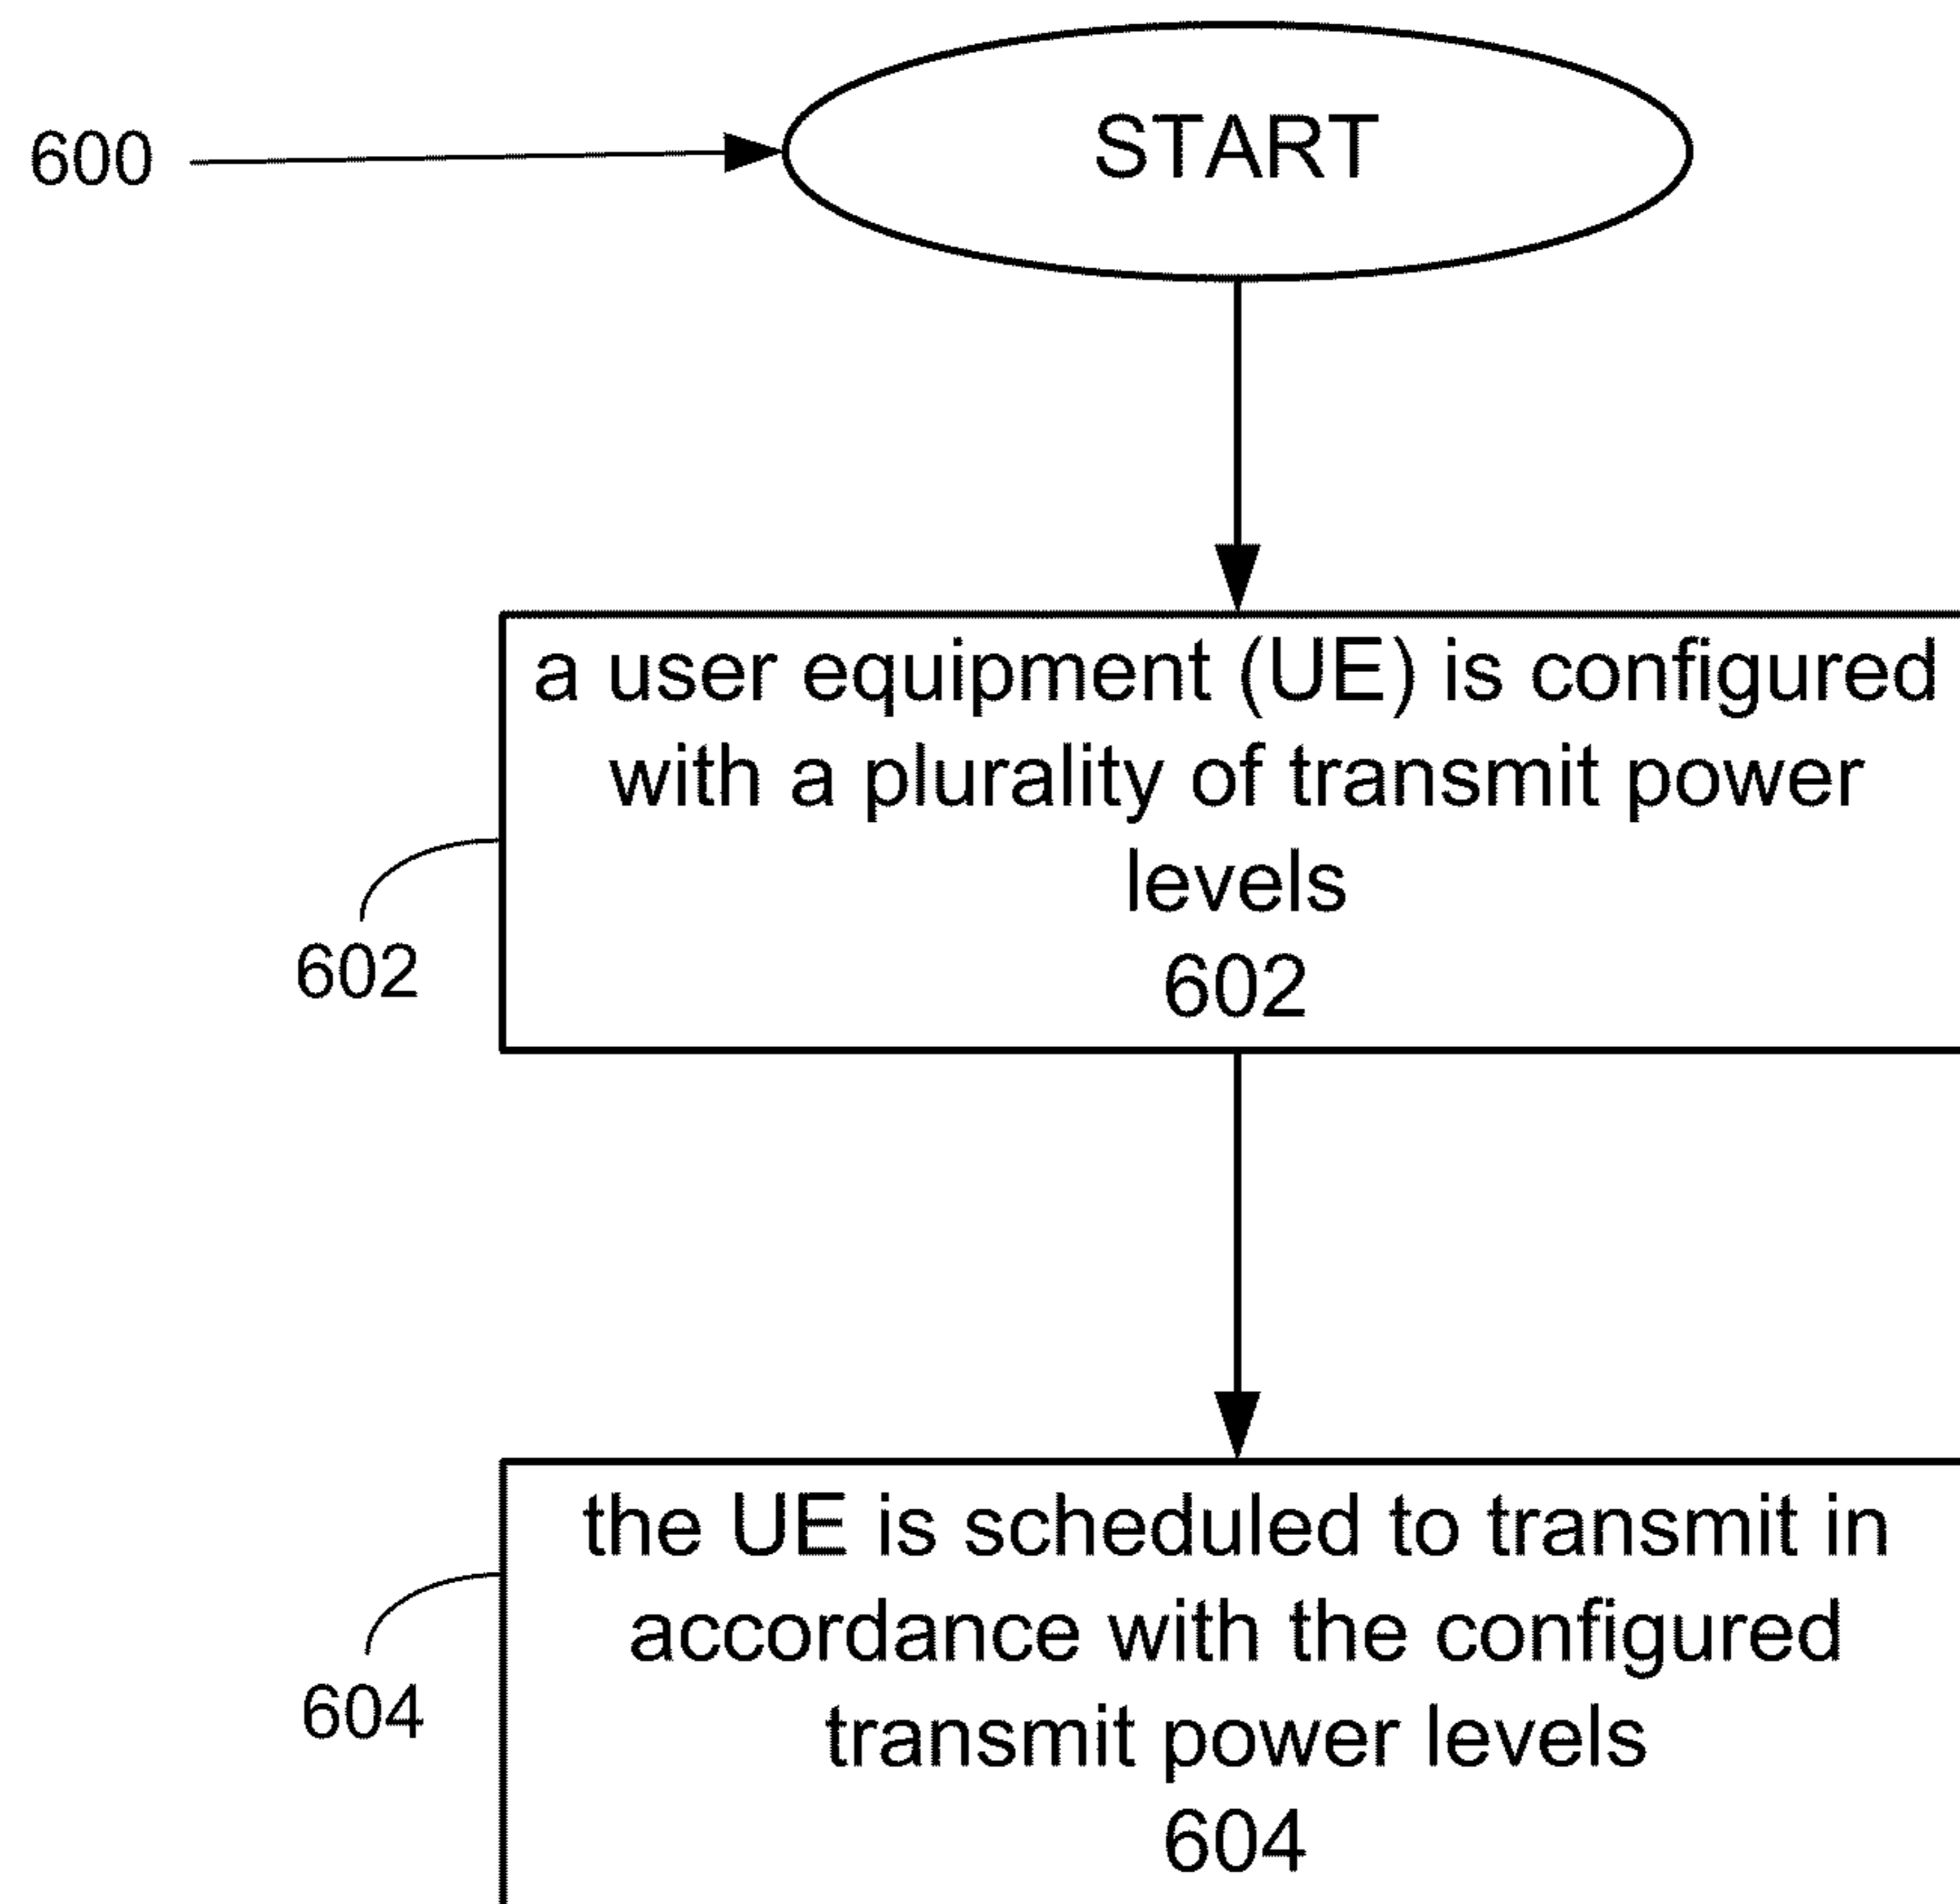 600
START
a user equipment (UE) is configured
with a plurality of transmit power
levels
602
602
the UE is scheduled to transmit in
accordance with the configured
transmit power levels
604
604